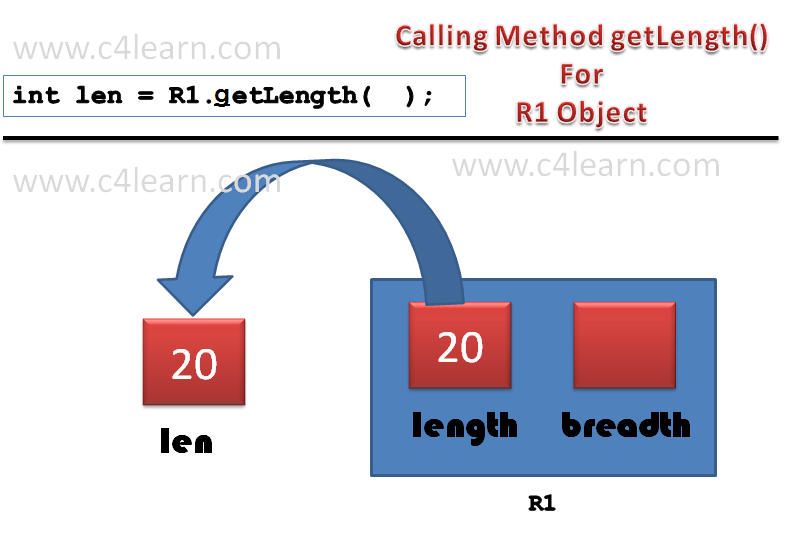 www.c4learn.com
Calling Method getLength()
For
R1 Object
int len = R1.getLength(  );
www.c4learn.com
www.c4learn.com
20
20
len
length
breadth
R1